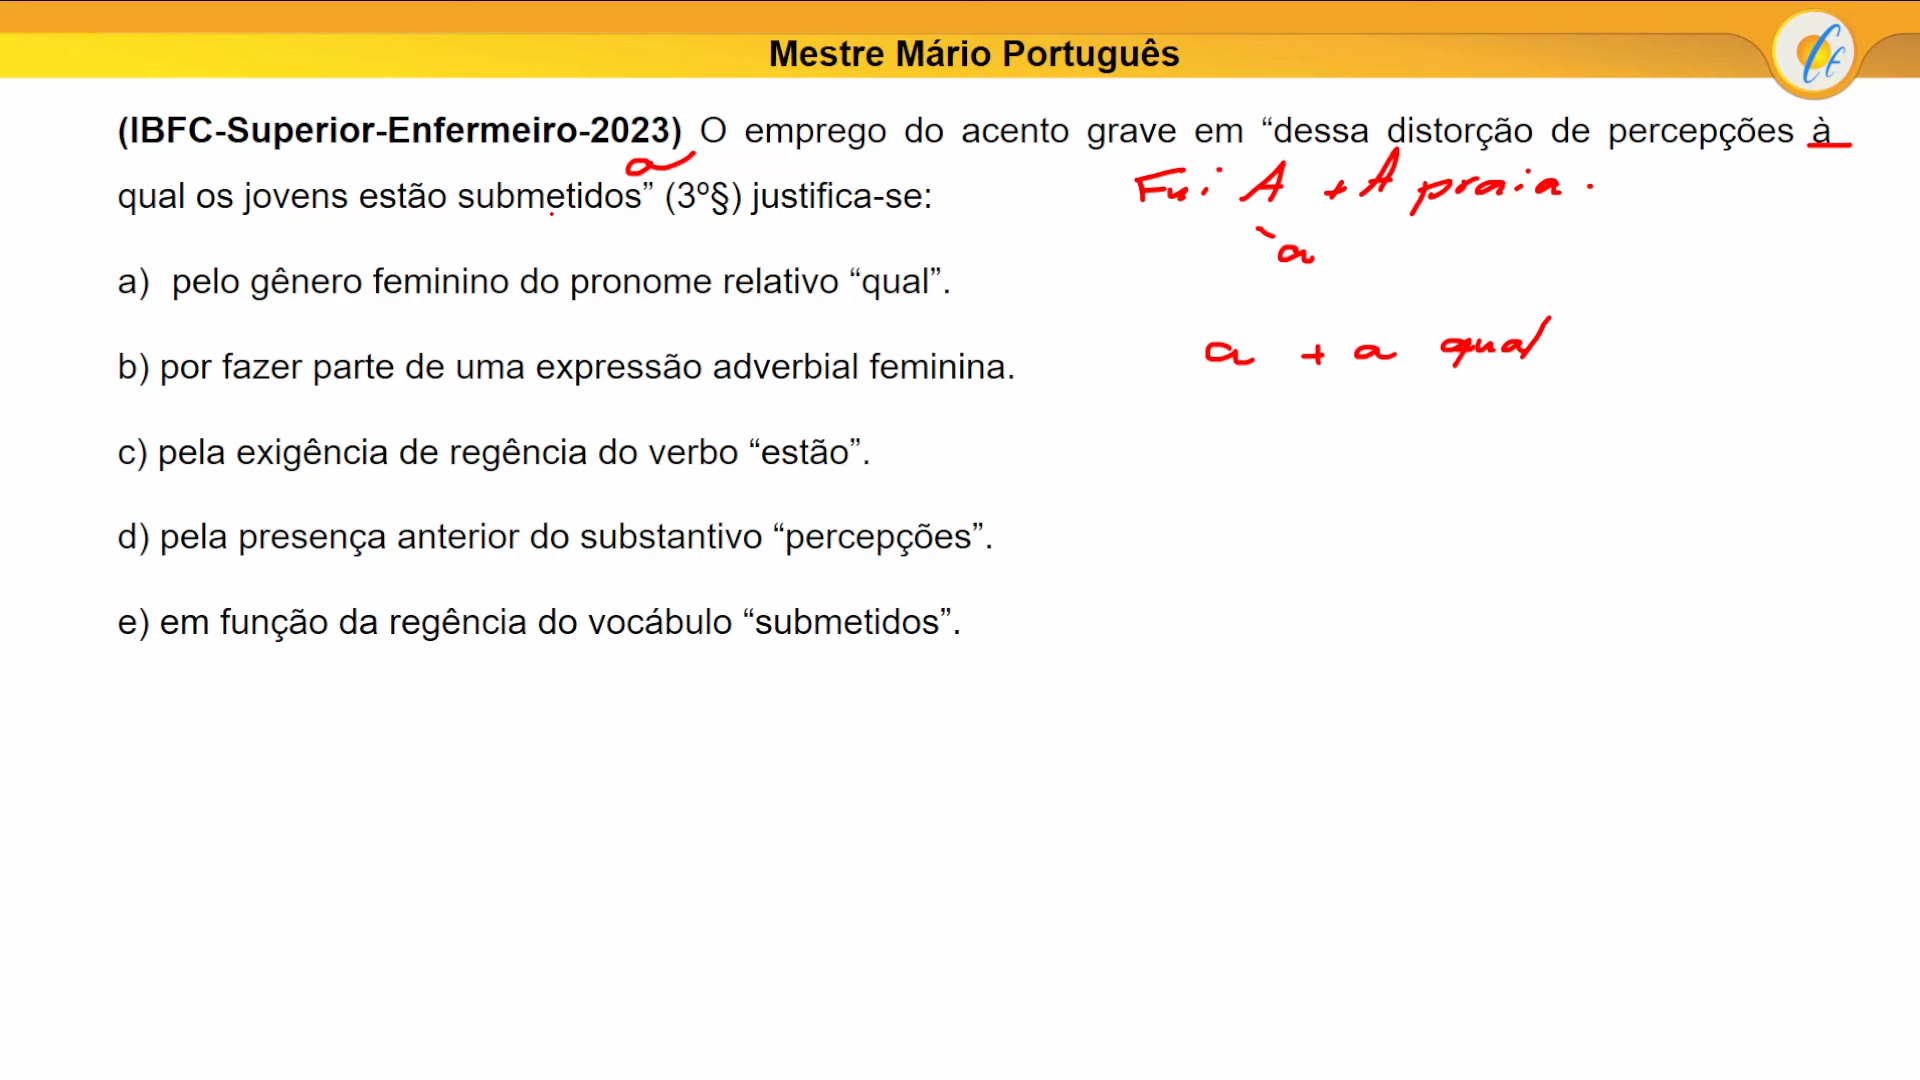 Mestre Mário Português
CE
(IBFC-Superior-Enfermeiro-2023) O emprego do acento grave em “dessa distorção de percepções à
a
qual os jovens estão submetidos” (3º§) justifica-se:
Fui A + A praia.
à
a) pelo gênero feminino do pronome relativo “qual”.
a + a qual
b) por fazer parte de uma expressão adverbial feminina.
c) pela exigência de regência do verbo “estão”.
d) pela presença anterior do substantivo “percepções”.
e) em função da regência do vocábulo “submetidos”.